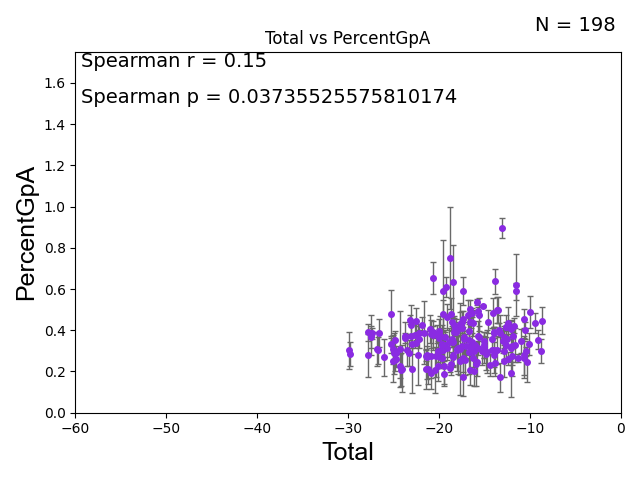 N = 198
Total vs PercentGpA
Spearman r = 0.15
Spearman p = 0.03735525575810174
PercentGpA
1.6
1.4
1.2
1.0
0.8
0.6
0.4
0.2
0.0
−60 −50 −40 −30 −20 −10 0
Total